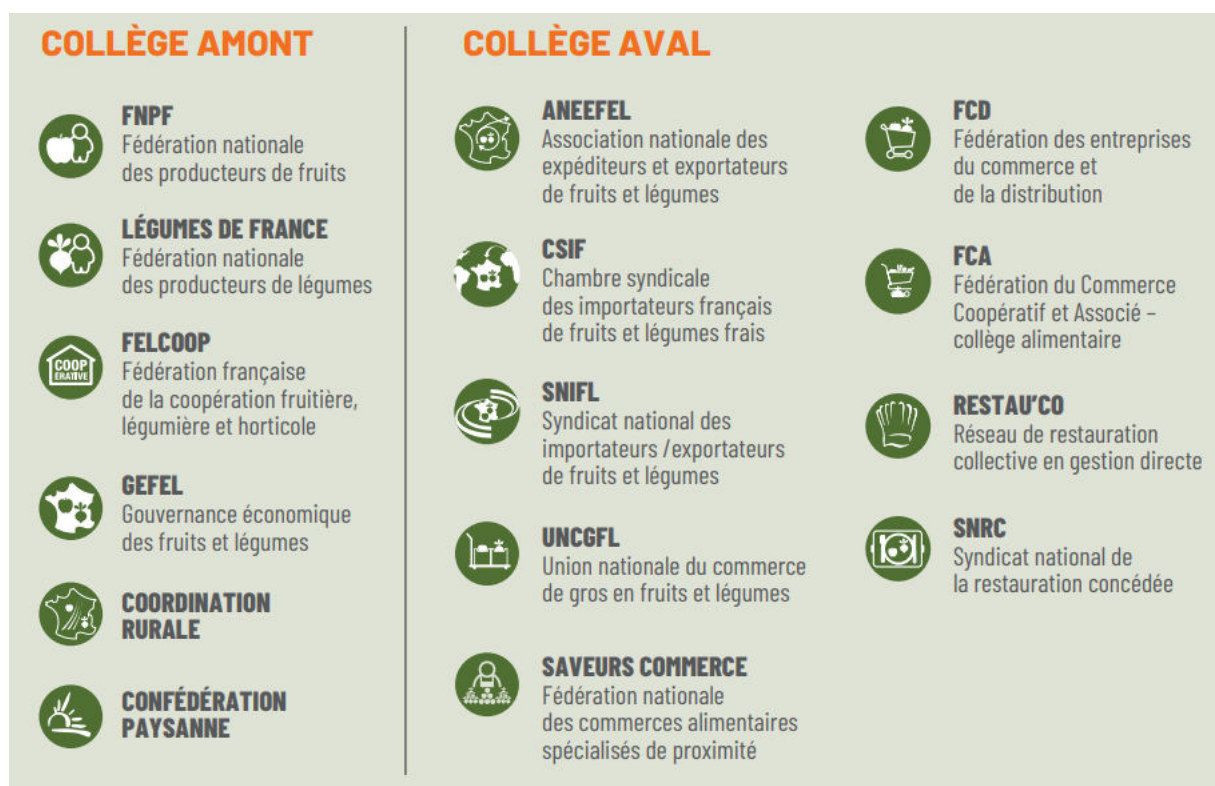 COLLÈGE AMONT
FNPF
Fédération nationale
des producteurs de fruits
LÉGUMES DE FRANCE
Fédération nationale
des producteurs de légumes
COOP
ERATIVE
FELCOOP
Fédération française
de la coopération fruitière,
légumière et horticole
GEFEL
Gouvernance économique
des fruits et légumes
COORDINATION
RURALE
CONFÉDÉRATION
PAYSANNE
COLLÈGE AVAL
ANEEFEL
Association nationale des
expéditeurs et exportateurs
de fruits et légumes
CSIF
Chambre syndicale
des importateurs français
de fruits et légumes frais
SNIFL
Syndicat national des
importateurs /exportateurs
de fruits et légumes
UNCGFL
Union nationale du commerce
de gros en fruits et légumes
SAVEURS COMMERCE
Fédération nationale
des commerces alimentaires
spécialisés de proximité
FCD
Fédération des entreprises
du commerce et
de la distribution
FCA
Fédération du Commerce
Coopératif et Associé –
collège alimentaire
RESTAU'CO
Réseau de restauration
collective en gestion directe
SNRC
Syndicat national de
la restauration concédée